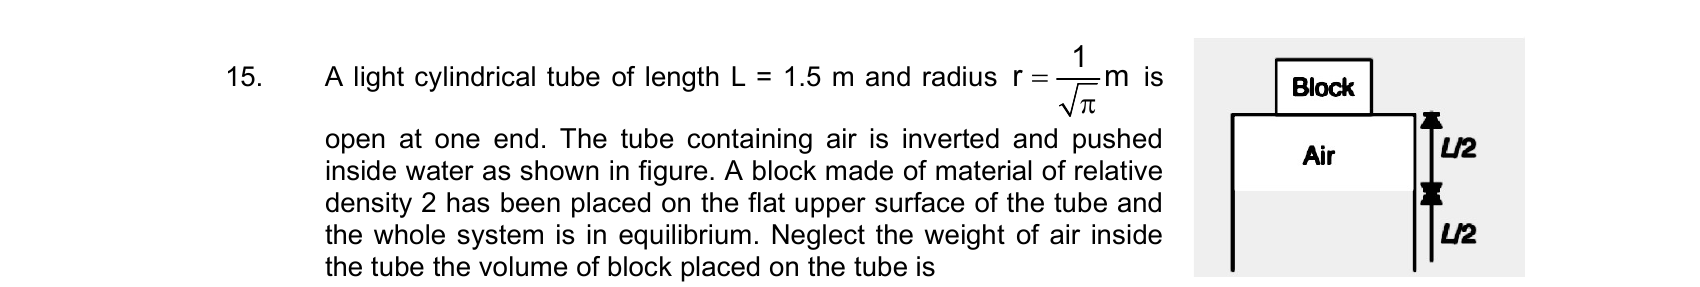 15. A light cylindrical tube of length L = 1.5 m and radius r = 1/√π m is
open at one end. The tube containing air is inverted and pushed
inside water as shown in figure. A block made of material of relative
density 2 has been placed on the flat upper surface of the tube and
the whole system is in equilibrium. Neglect the weight of air inside
the tube the volume of block placed on the tube is
Block
Air
L/2
L/2